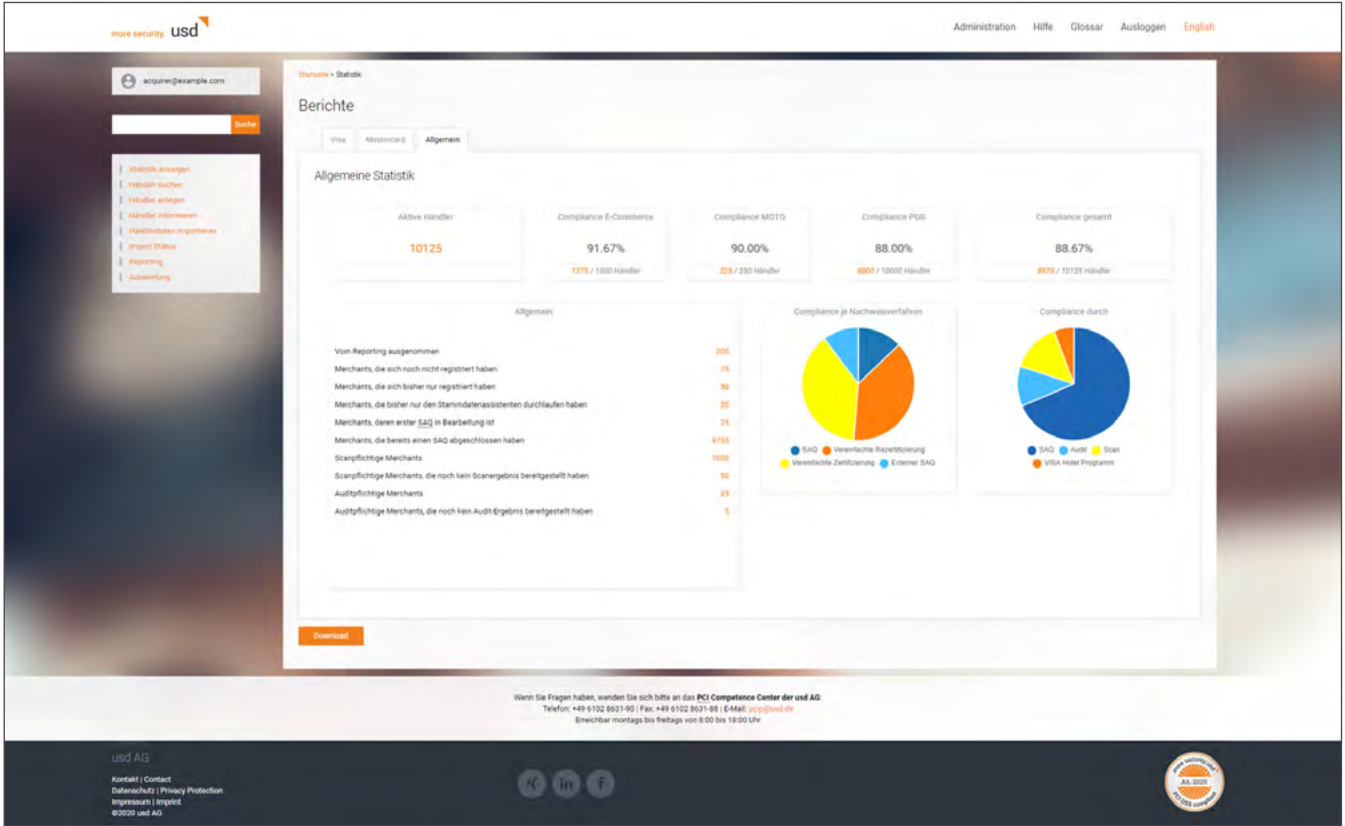 more security. usd
Administration Hilfe Glossar Ausloggen English
acquirer@example.com
Suche
Statistik anzeigen
Händler suchen
Händler anlegen
Händler informieren
Händlerdaten importieren
Import Status
Reporting
Auswertung
Startseite > Statistik
Berichte
Visa Mastercard Allgemein
Allgemeine Statistik
Aktive Händler
10125
Compliance E-Commerce
91.67%
1375 / 1500 Händler
Compliance MOTO
90.00%
225 / 250 Händler
Compliance POS
88.00%
8800 / 10000 Händler
Compliance gesamt
88.67%
8978 / 10125 Händler
Allgemein
Vom Reporting ausgenommen 200
Merchants, die sich noch nicht registriert haben 75
Merchants, die sich bisher nur registriert haben 50
Merchants, die bisher nur den Stammdatenassistenten durchlaufen haben 20
Merchants, deren erster SAQ in Bearbeitung ist 25
Merchants, die bereits einen SAQ abgeschlossen haben 9755
Scanpflichtige Merchants 1000
Scanpflichtige Merchants, die noch kein Scanergebnis bereitgestellt haben 50
Auditpflichtige Merchants 25
Auditpflichtige Merchants, die noch kein Audit-Ergebnis bereitgestellt haben 5
Compliance je Nachweisverfahren
SAQ Vereinfachte Rezertifizierung
Vereinfachte Zertifizierung Externer SAQ
Compliance durch
SAQ Audit Scan
VISA Hotel Programm
Download
Wenn Sie Fragen haben, wenden Sie sich bitte an das PCI Competence Center der usd AG:
Telefon: +49 6102 8631-90 | Fax: +49 6102 8631-88 | E-Mail: pcip@usd.de
Erreichbar montags bis freitags von 8:00 bis 18:00 Uhr
usd AG
Kontakt | Contact
Datenschutz | Privacy Protection
Impressum | Imprint
©2020 usd AG
more security usd
JUL-2020
PCI DSS compliant